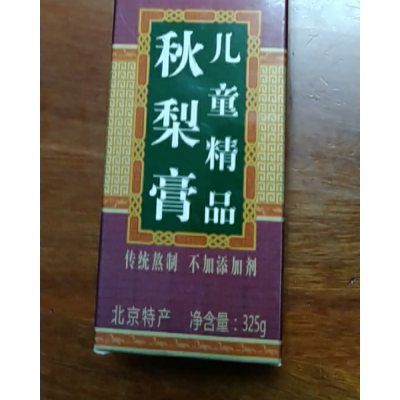 儿童精品
秋梨膏
传统熬制 不加添加剂
北京特产 净含量：325g